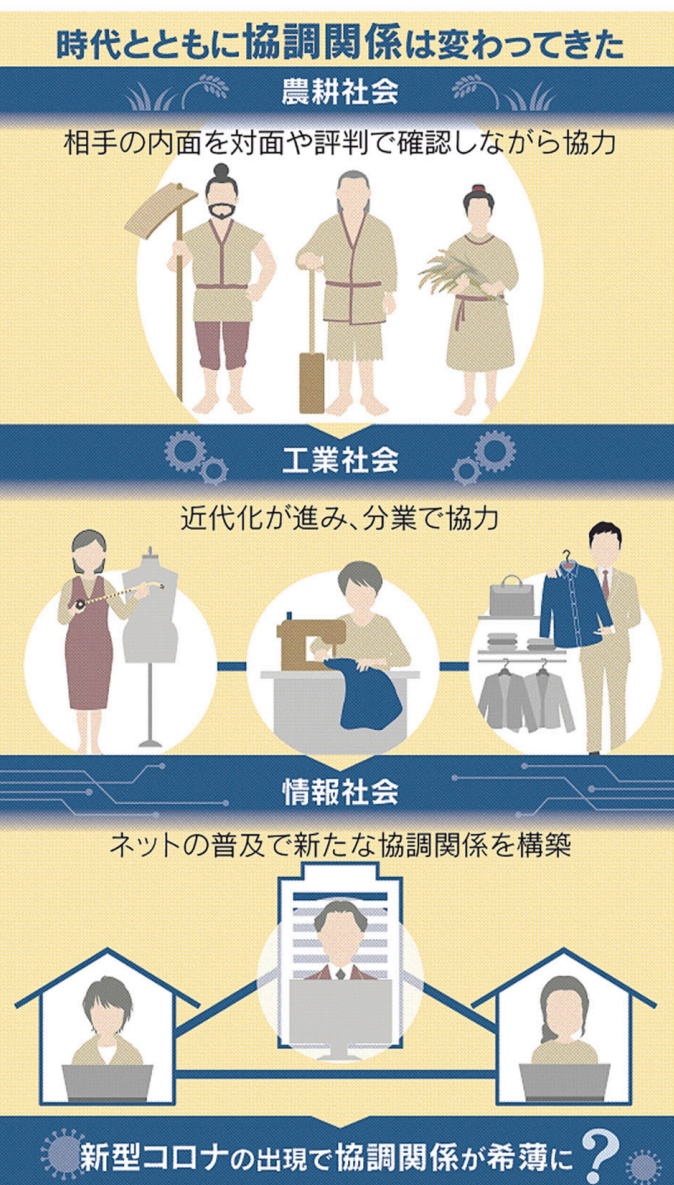 時代とともに協調関係は変わってきた
農耕社会
相手の内面を対面や評判で確認しながら協力
工業社会
近代化が進み、分業で協力
情報社会
ネットの普及で新たな協調関係を構築
新型コロナの出現で協調関係が希薄に?